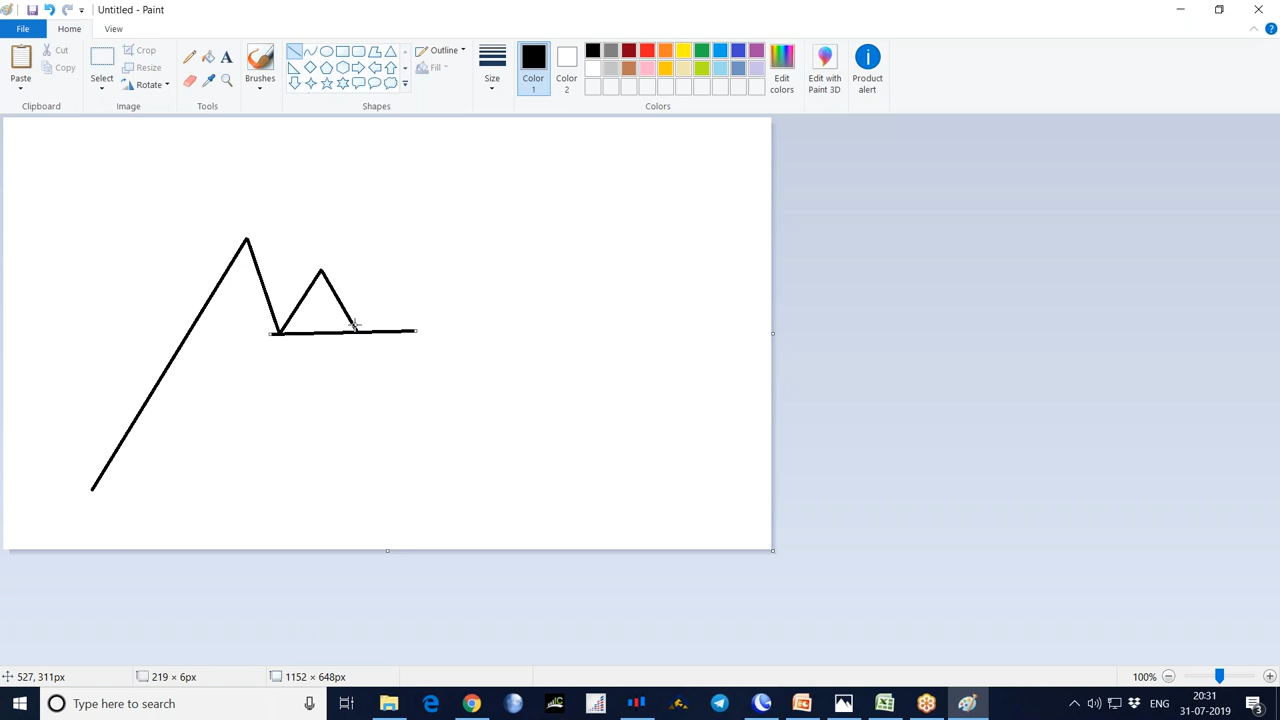 Untitled - Paint
File
Home
View
Paste
Cut
Copy
Clipboard
Select
Crop
Resize
Rotate
Image
Tools
Brushes
Shapes
Outline
Fill
Size
Color 1
Color 2
Edit colors
Colors
Edit with Paint 3D
Product alert
527, 311px
219 × 6px
1152 × 648px
100%
Type here to search
ENG
20:31
31-07-2019
3